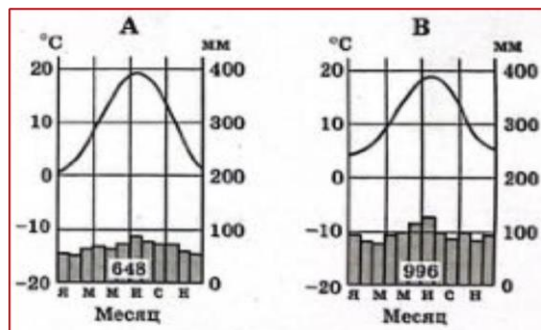 А В
°С мм °С мм
20 400 20 400
10 300 10 300
0 200 0 200
-10 100 -10 100
-20 648 0 -20 996 0
Я М М И С Н Я М М И С Н
Месяц Месяц